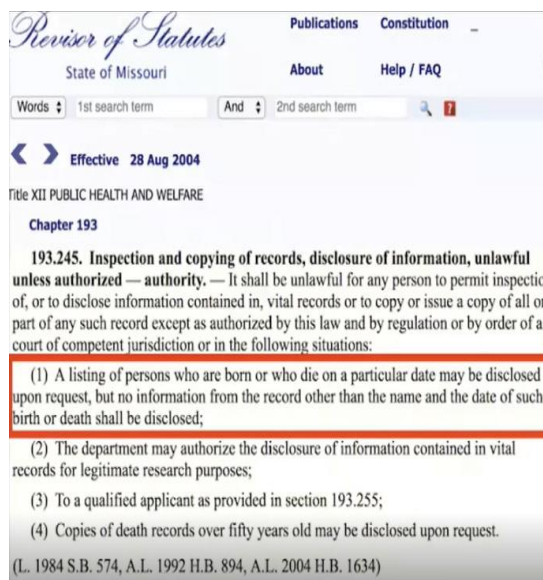 Revisor of Statutes
State of Missouri
Publications Constitution
About Help / FAQ
Words 1st search term And 2nd search term ?
Effective 28 Aug 2004
Title XII PUBLIC HEALTH AND WELFARE
Chapter 193
193.245. Inspection and copying of records, disclosure of information, unlawful
unless authorized — authority. — It shall be unlawful for any person to permit inspectio
of, or to disclose information contained in, vital records or to copy or issue a copy of all or
part of any such record except as authorized by this law and by regulation or by order of a
court of competent jurisdiction or in the following situations:
(1) A listing of persons who are born or who die on a particular date may be disclosed
upon request, but no information from the record other than the name and the date of such
birth or death shall be disclosed;
(2) The department may authorize the disclosure of information contained in vital
records for legitimate research purposes;
(3) To a qualified applicant as provided in section 193.255;
(4) Copies of death records over fifty years old may be disclosed upon request.
(L. 1984 S.B. 574, A.L. 1992 H.B. 894, A.L. 2004 H.B. 1634)